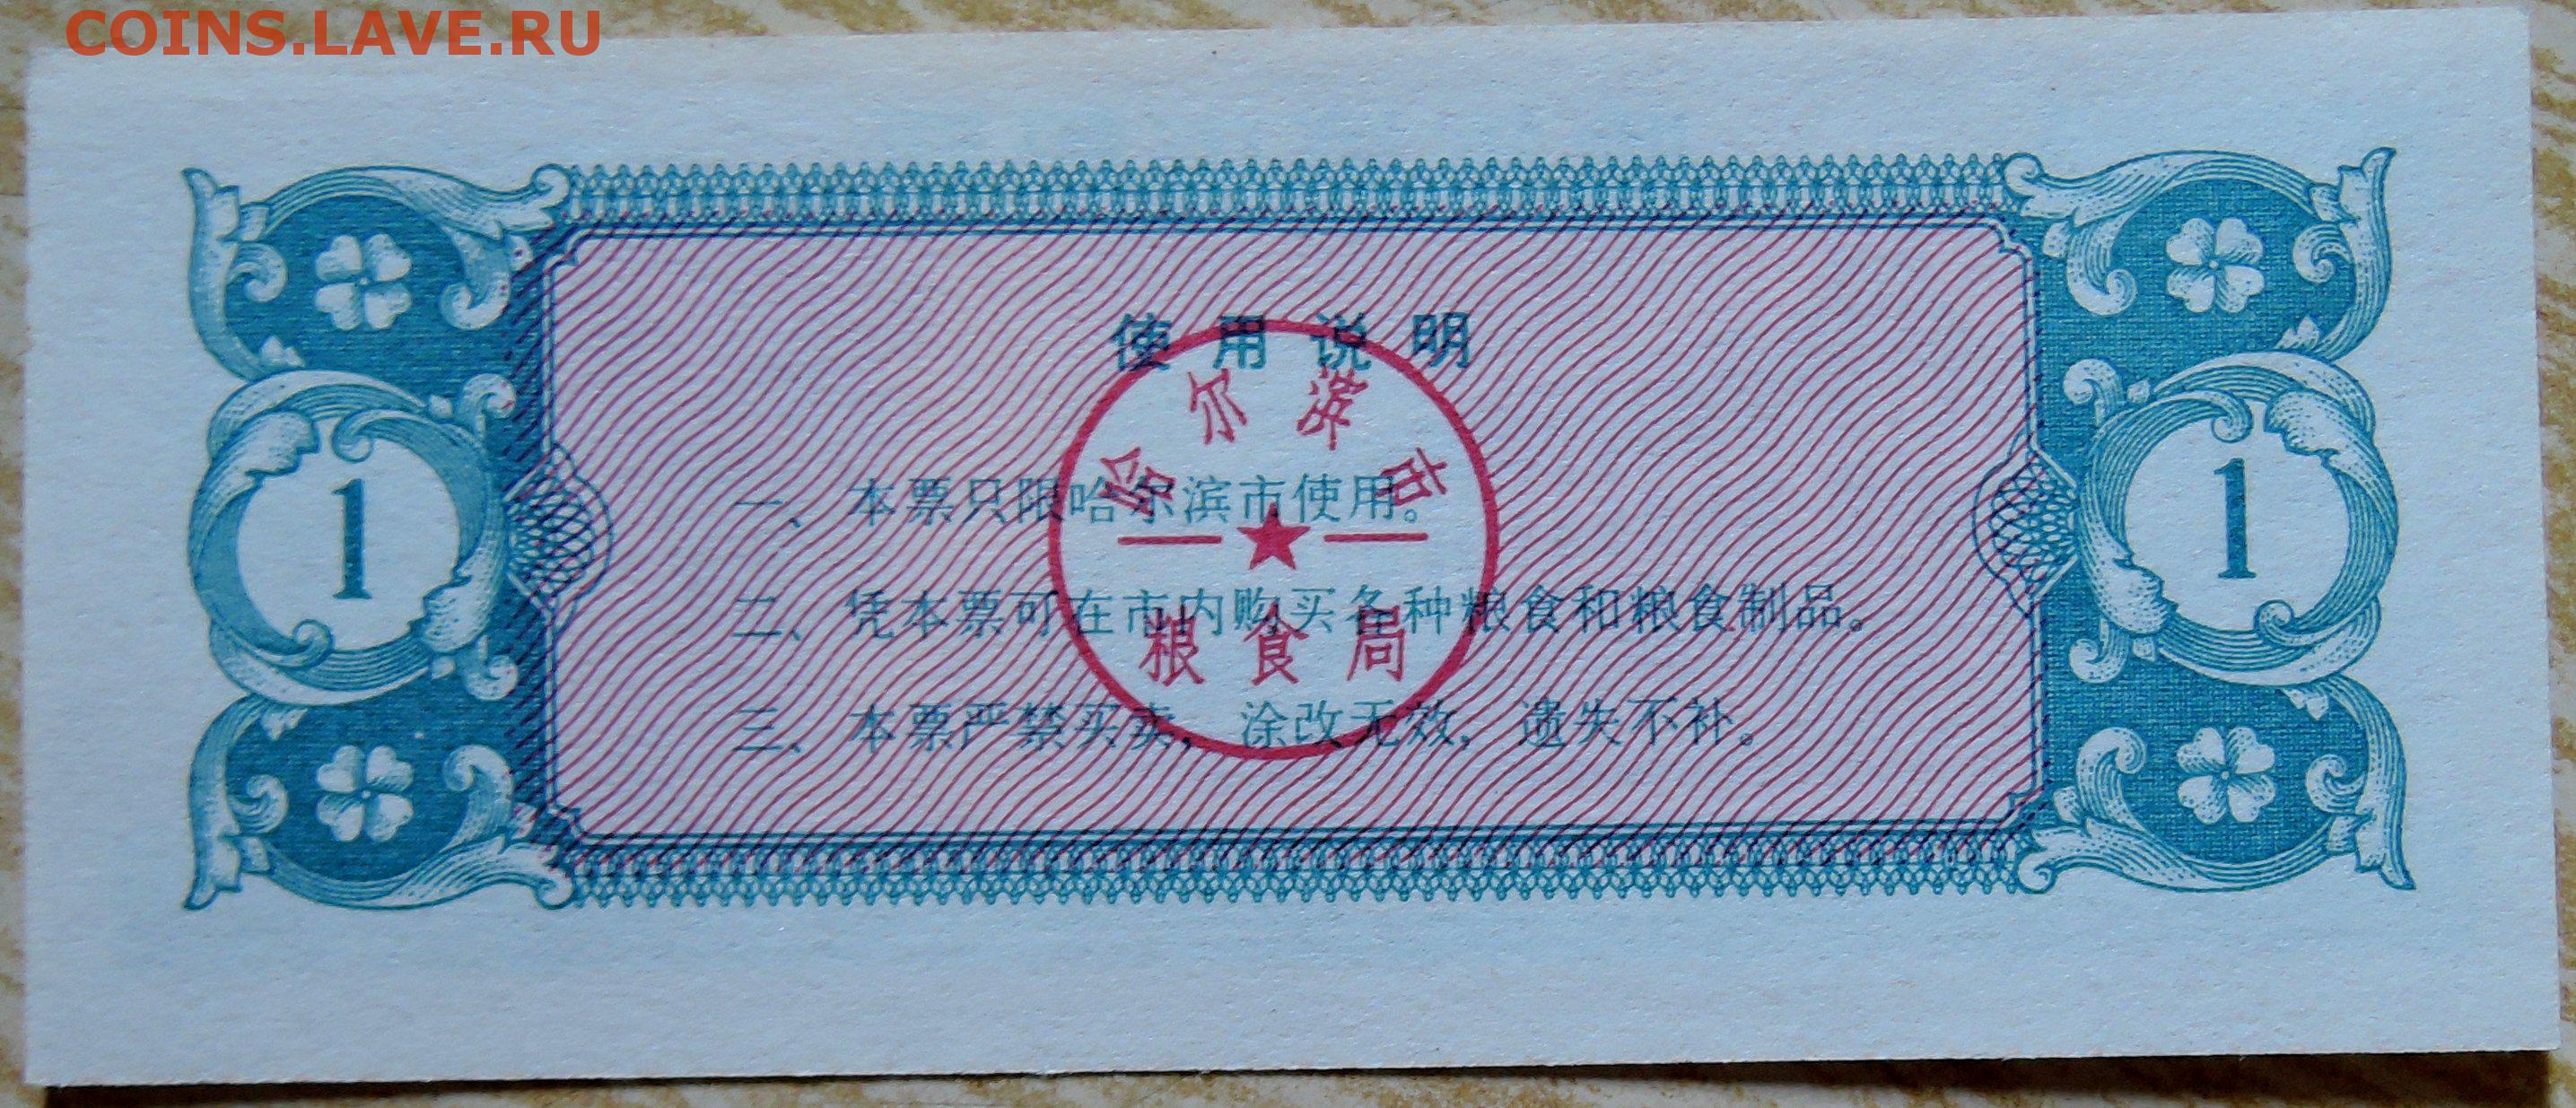 COINS.LAVE.RU
使用说明
哈尔滨市
一、本票只限哈尔滨市使用。
1 1
二、凭本票可在市内购买各种粮食和粮食制品。
粮食局
三、本票严禁买卖，涂改无效，遗失不补。